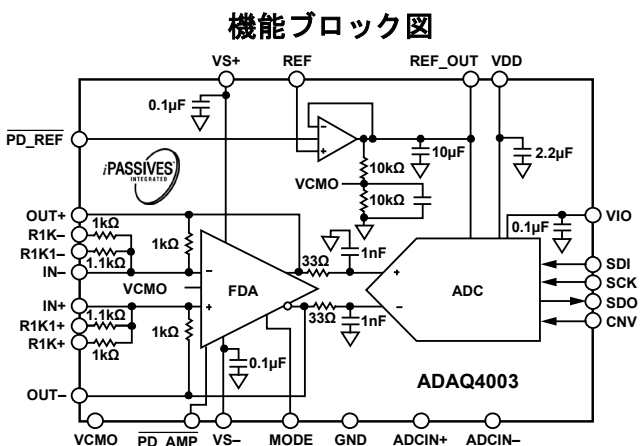 機能ブロック図
VS+ REF REF_OUT VDD
0.1µF
PD_REF
10µF 2.2µF
iPASSIVES
INTEGRATED
10kΩ
VCMO
10kΩ
VIO
0.1µF
OUT+
1kΩ
R1K–
1kΩ
R1K1–
1.1kΩ
IN–
1nF
33Ω
VCMO FDA ADC
SDI
SCK
SDO
CNV
IN+
1.1kΩ
R1K1+
1kΩ
R1K+
1kΩ
33Ω
1nF
0.1µF
OUT–
ADAQ4003
VCMO PD_AMP VS– MODE GND ADCIN+ ADCIN–